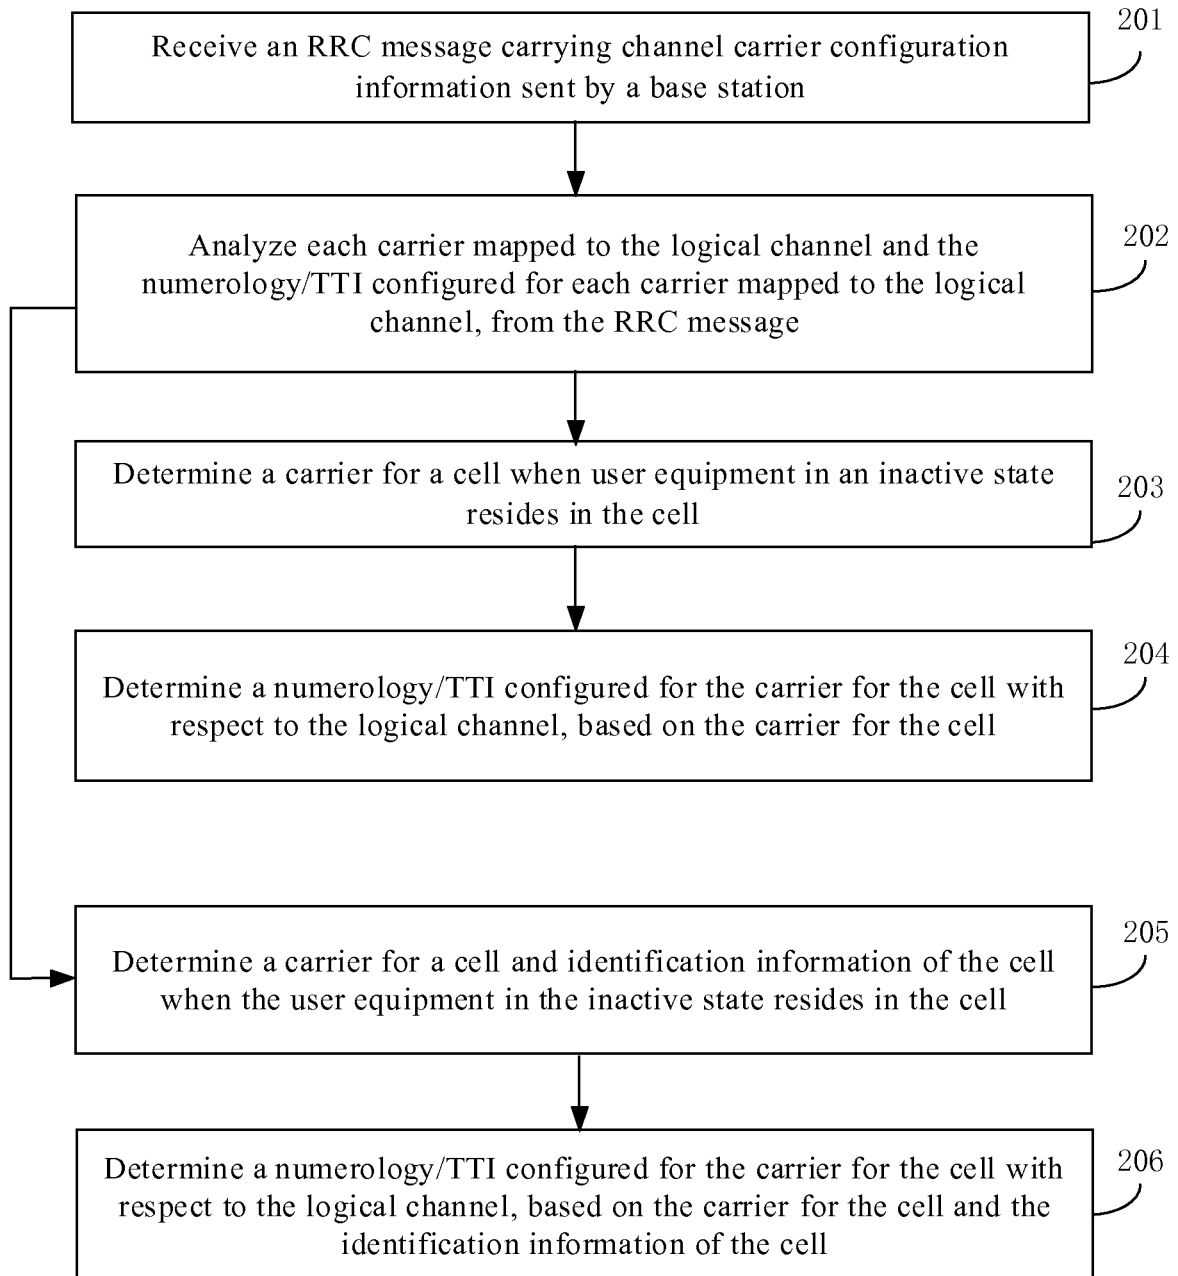 Receive an RRC message carrying channel carrier configuration
information sent by a base station
201
Analyze each carrier mapped to the logical channel and the
numerology/TTI configured for each carrier mapped to the logical
channel, from the RRC message
202
Determine a carrier for a cell when user equipment in an inactive state
resides in the cell
203
Determine a numerology/TTI configured for the carrier for the cell with
respect to the logical channel, based on the carrier for the cell
204
Determine a carrier for a cell and identification information of the cell
when the user equipment in the inactive state resides in the cell
205
Determine a numerology/TTI configured for the carrier for the cell with
respect to the logical channel, based on the carrier for the cell and the
identification information of the cell
206